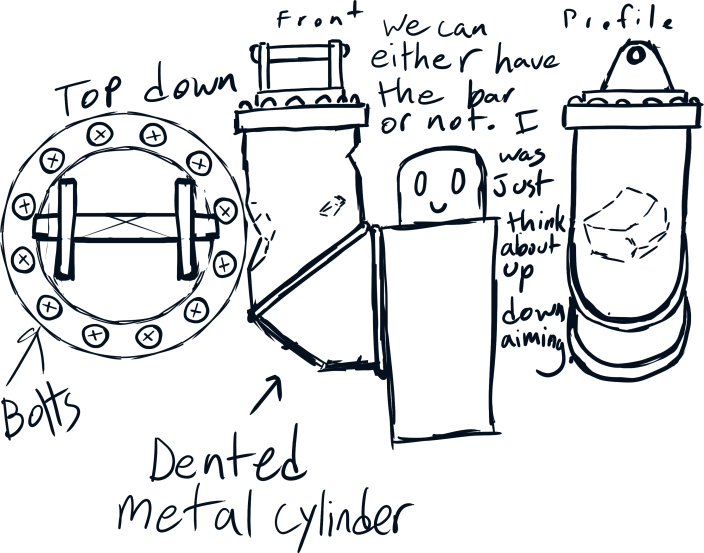 Top down
Front
we can
either have
the bar
or not. I
was
just
think
about
up
down
aiming
Profile
Bolts
Dented
metal cylinder